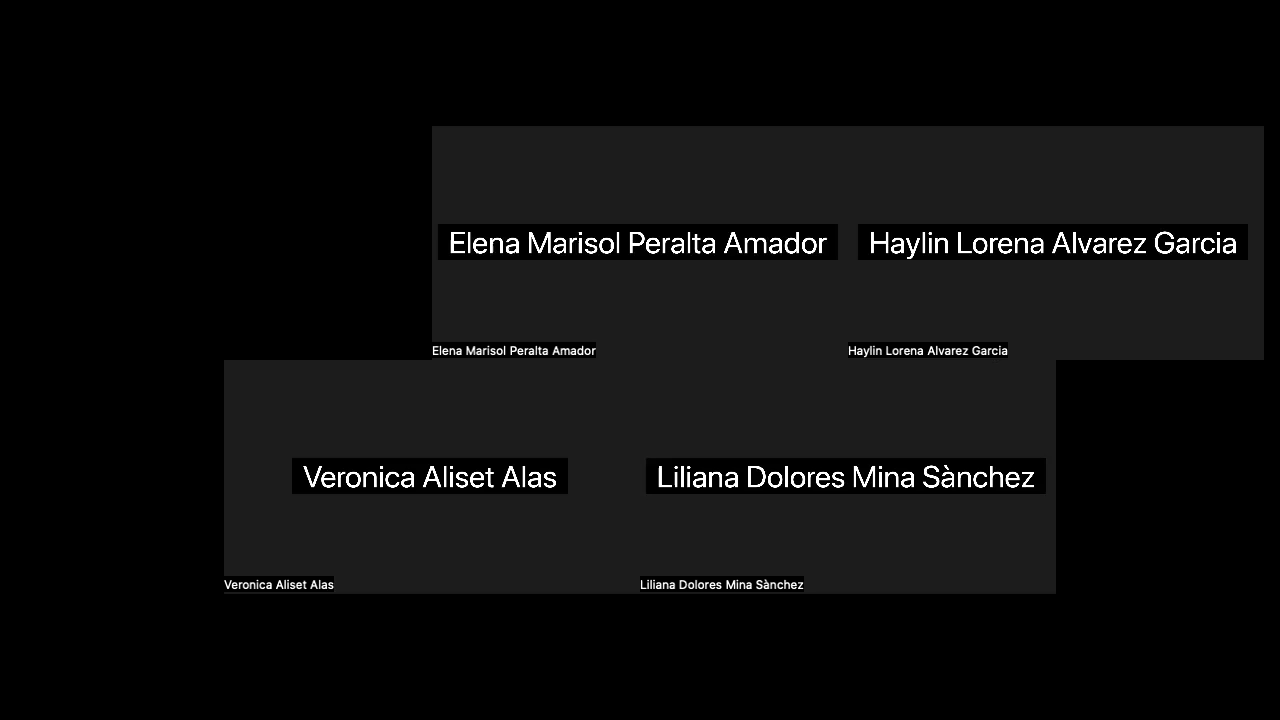 Elena Marisol Peralta Amador
Haylin Lorena Alvarez Garcia
Elena Marisol Peralta Amador
Haylin Lorena Alvarez Garcia
Veronica Aliset Alas
Liliana Dolores Mina Sànchez
Veronica Aliset Alas
Liliana Dolores Mina Sànchez